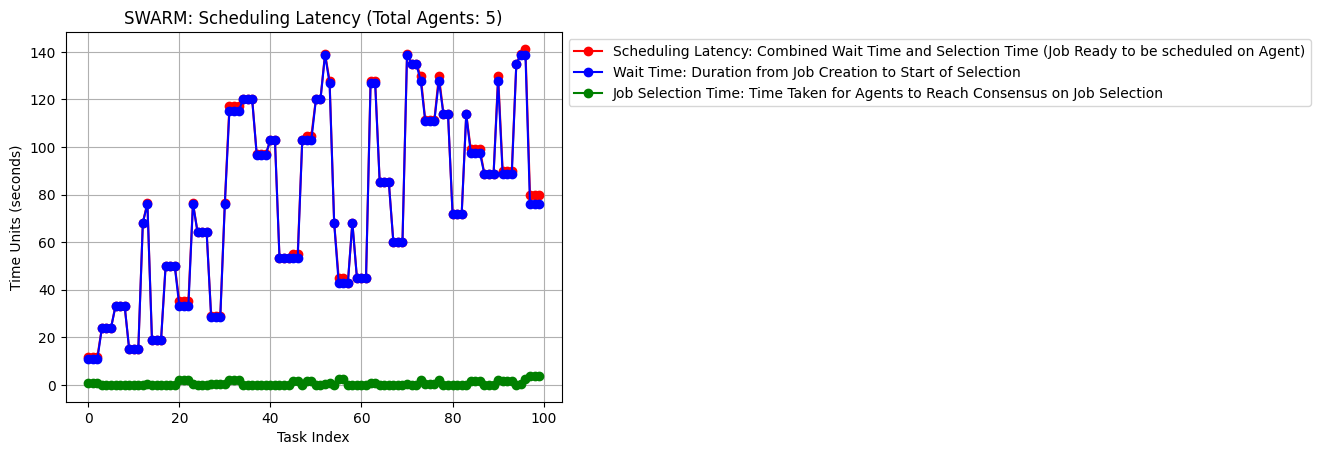 SWARM: Scheduling Latency (Total Agents: 5)
Scheduling Latency: Combined Wait Time and Selection Time (Job Ready to be scheduled on Agent)
Wait Time: Duration from Job Creation to Start of Selection
Job Selection Time: Time Taken for Agents to Reach Consensus on Job Selection
Time Units (seconds)
140
120
100
80
60
40
20
0
0 20 40 60 80 100
Task Index